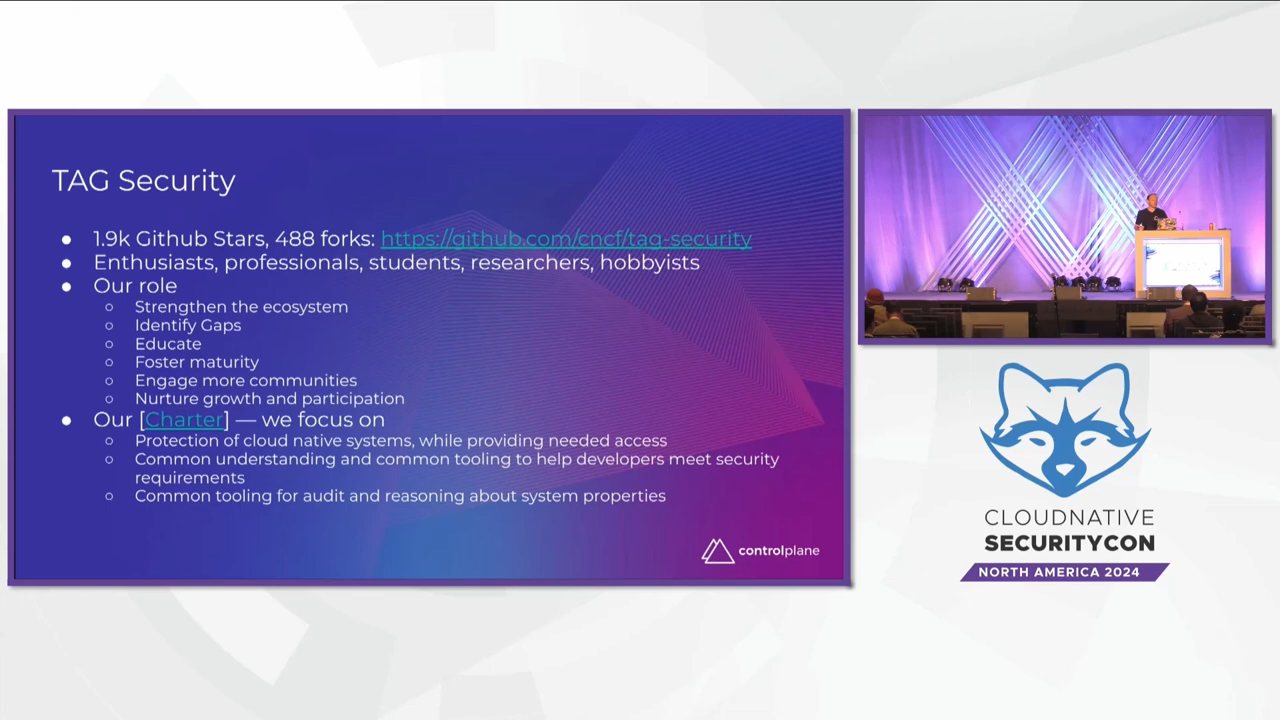 TAG Security
● 1.9k Github Stars, 488 forks: https://github.com/cncf/tag-security
● Enthusiasts, professionals, students, researchers, hobbyists
● Our role
○ Strengthen the ecosystem
○ Identify Gaps
○ Educate
○ Foster maturity
○ Engage more communities
○ Nurture growth and participation
● Our [Charter] — we focus on
○ Protection of cloud native systems, while providing needed access
○ Common understanding and common tooling to help developers meet security
requirements
○ Common tooling for audit and reasoning about system properties
controlplane
CLOUDNATIVE
SECURITYCON
NORTH AMERICA 2024